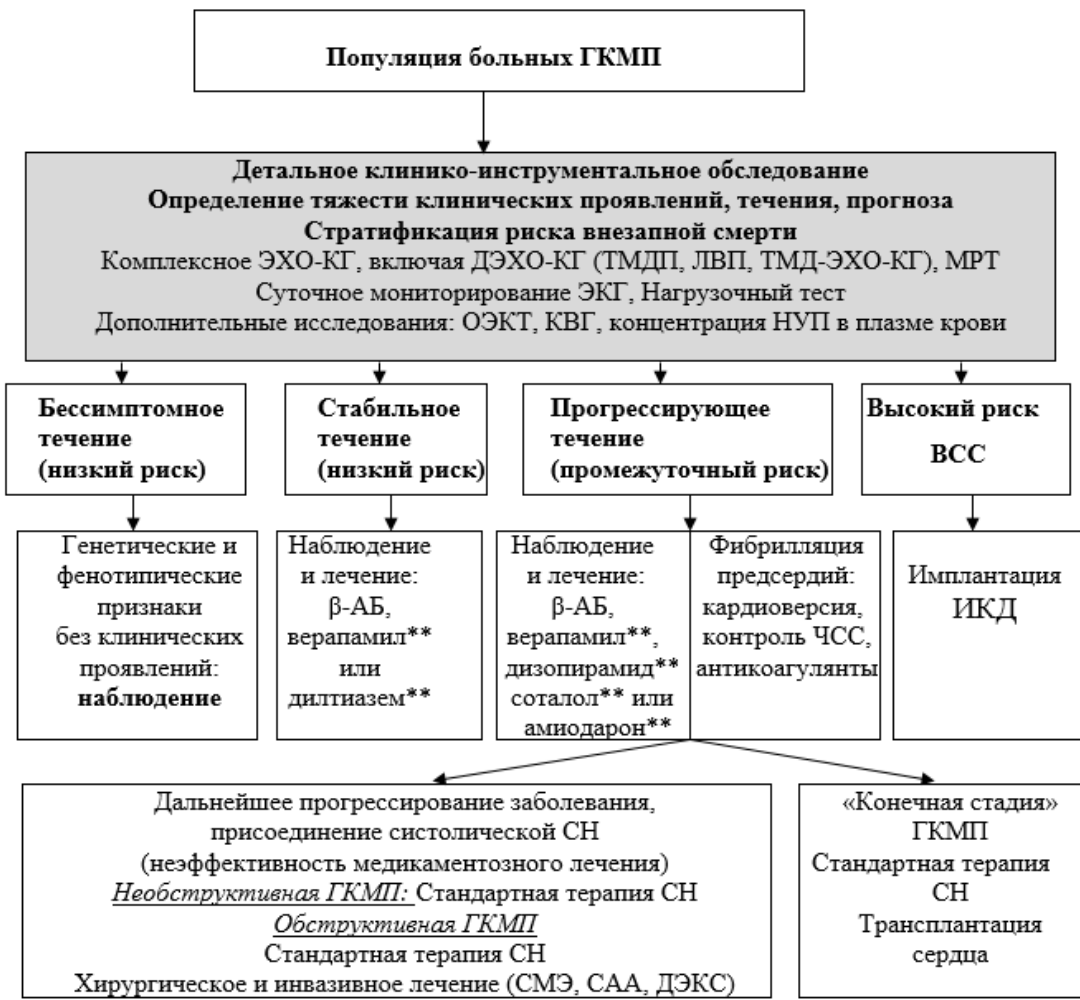 Популяция больных ГКМП
Детальное клинико-инструментальное обследование
Определение тяжести клинических проявлений, течения, прогноза
Стратификация риска внезапной смерти
Комплексное ЭХО-КГ, включая ДЭХО-КГ (ТМДП, ЛВП, ТМД-ЭХО-КГ), МРТ
Суточное мониторирование ЭКГ, Нагрузочный тест
Дополнительные исследования: ОЭКТ, КВГ, концентрация НУП в плазме крови
Бессимптомное
течение
(низкий риск)
Стабильное
течение
(низкий риск)
Прогрессирующее
течение
(промежуточный риск)
Высокий риск
ВСС
Генетические и
фенотипические
признаки
без клинических
проявлений:
наблюдение
Наблюдение
и лечение:
β-АБ,
верапамил**
или
дилтиазем**
Наблюдение
и лечение:
β-АБ,
верапамил**,
дизопирамид**
соталол** или
амиодарон**
Фибрилляция
предсердий:
кардиоверсия,
контроль ЧСС,
антикоагулянты
Имплантация
ИКД
Дальнейшее прогрессирование заболевания,
присоединение систолической СН
(неэффективность медикаментозного лечения)
Необструктивная ГКМП: Стандартная терапия СН
Обструктивная ГКМП
Стандартная терапия СН
Хирургическое и инвазивное лечение (СМЭ, САА, ДЭКС)
«Конечная стадия»
ГКМП
Стандартная терапия
СН
Трансплантация
сердца